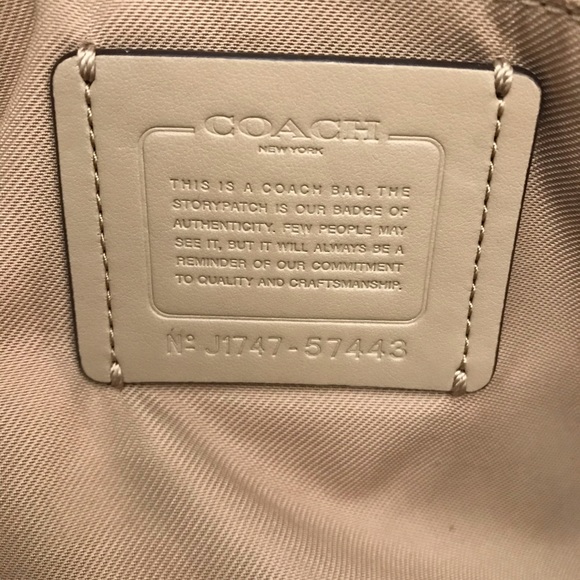 COACH
NEW YORK
THIS IS A COACH BAG. THE
STORYPATCH IS OUR BADGE OF
AUTHENTICITY. FEW PEOPLE MAY
SEE IT, BUT IT WILL ALWAYS BE A
REMINDER OF OUR COMMITMENT
TO QUALITY AND CRAFTSMANSHIP.
Nº J1747-57443